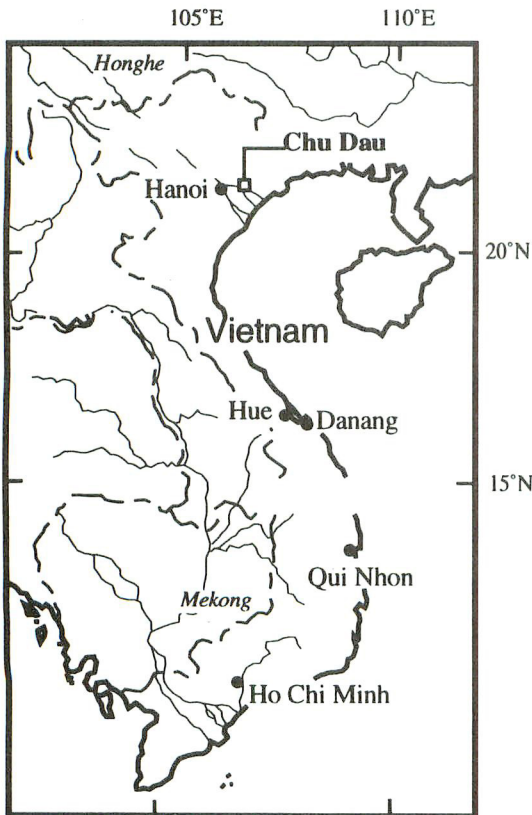 105°E
110°E
Honghe
Chu Dau
Hanoi
20°N
Vietnam
Hue
Danang
15°N
Qui Nhon
Mekong
Ho Chi Minh